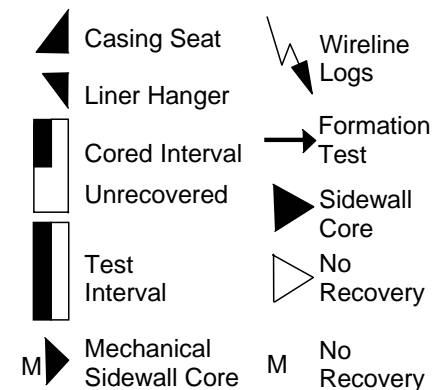 Casing Seat
Liner Hanger
Cored Interval
Unrecovered
Test
Interval
M
Mechanical
Sidewall Core
Wireline
Logs
Formation
Test
Sidewall
Core
No
Recovery
M
No
Recovery